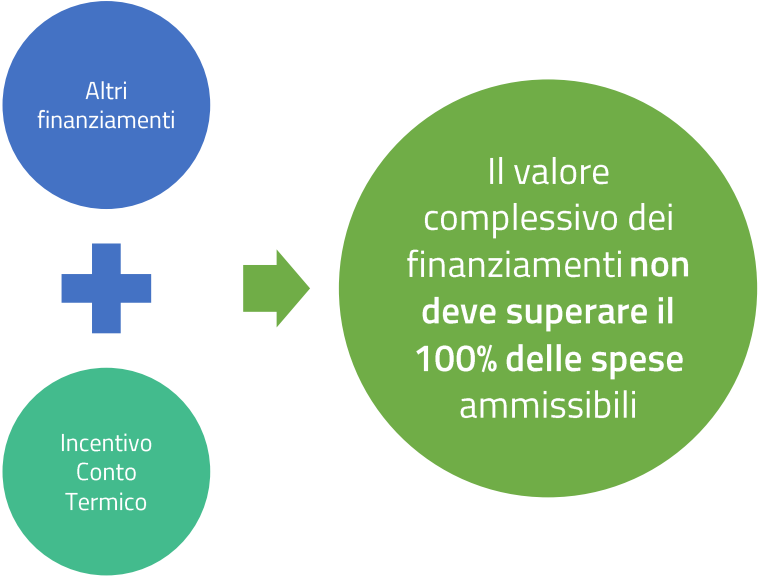 Altri
finanziamenti
Incentivo
Conto
Termico
Il valore
complessivo dei
finanziamenti non
deve superare il
100% delle spese
ammissibili